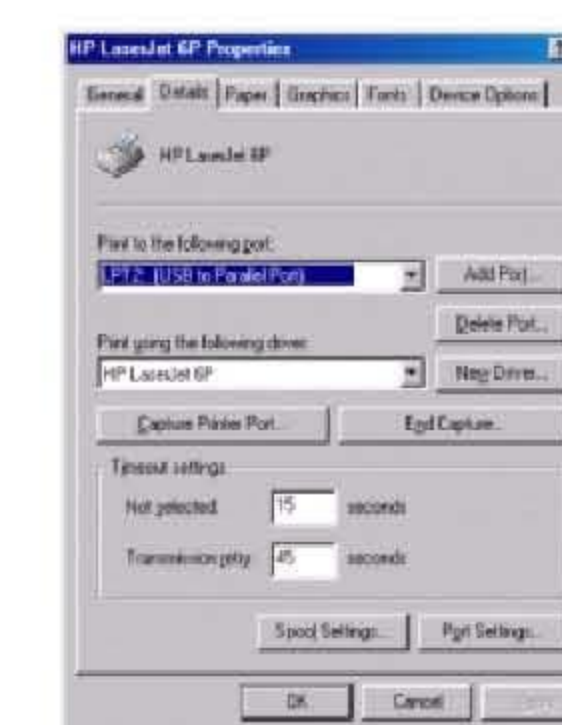 HP LaserJet 6P Properties
General Details Paper Graphics Fonts Device Options
HP LaserJet 6P
Print to the following port:
LPT2: (USB to Parallel Port)
Add Port...
Delete Port...
Print using the following driver:
HP LaserJet 6P
New Driver...
Capture Printer Port...
End Capture...
Timeout settings
Not selected: 15 seconds
Transmission retry: 45 seconds
Spool Settings... Port Settings...
OK Cancel